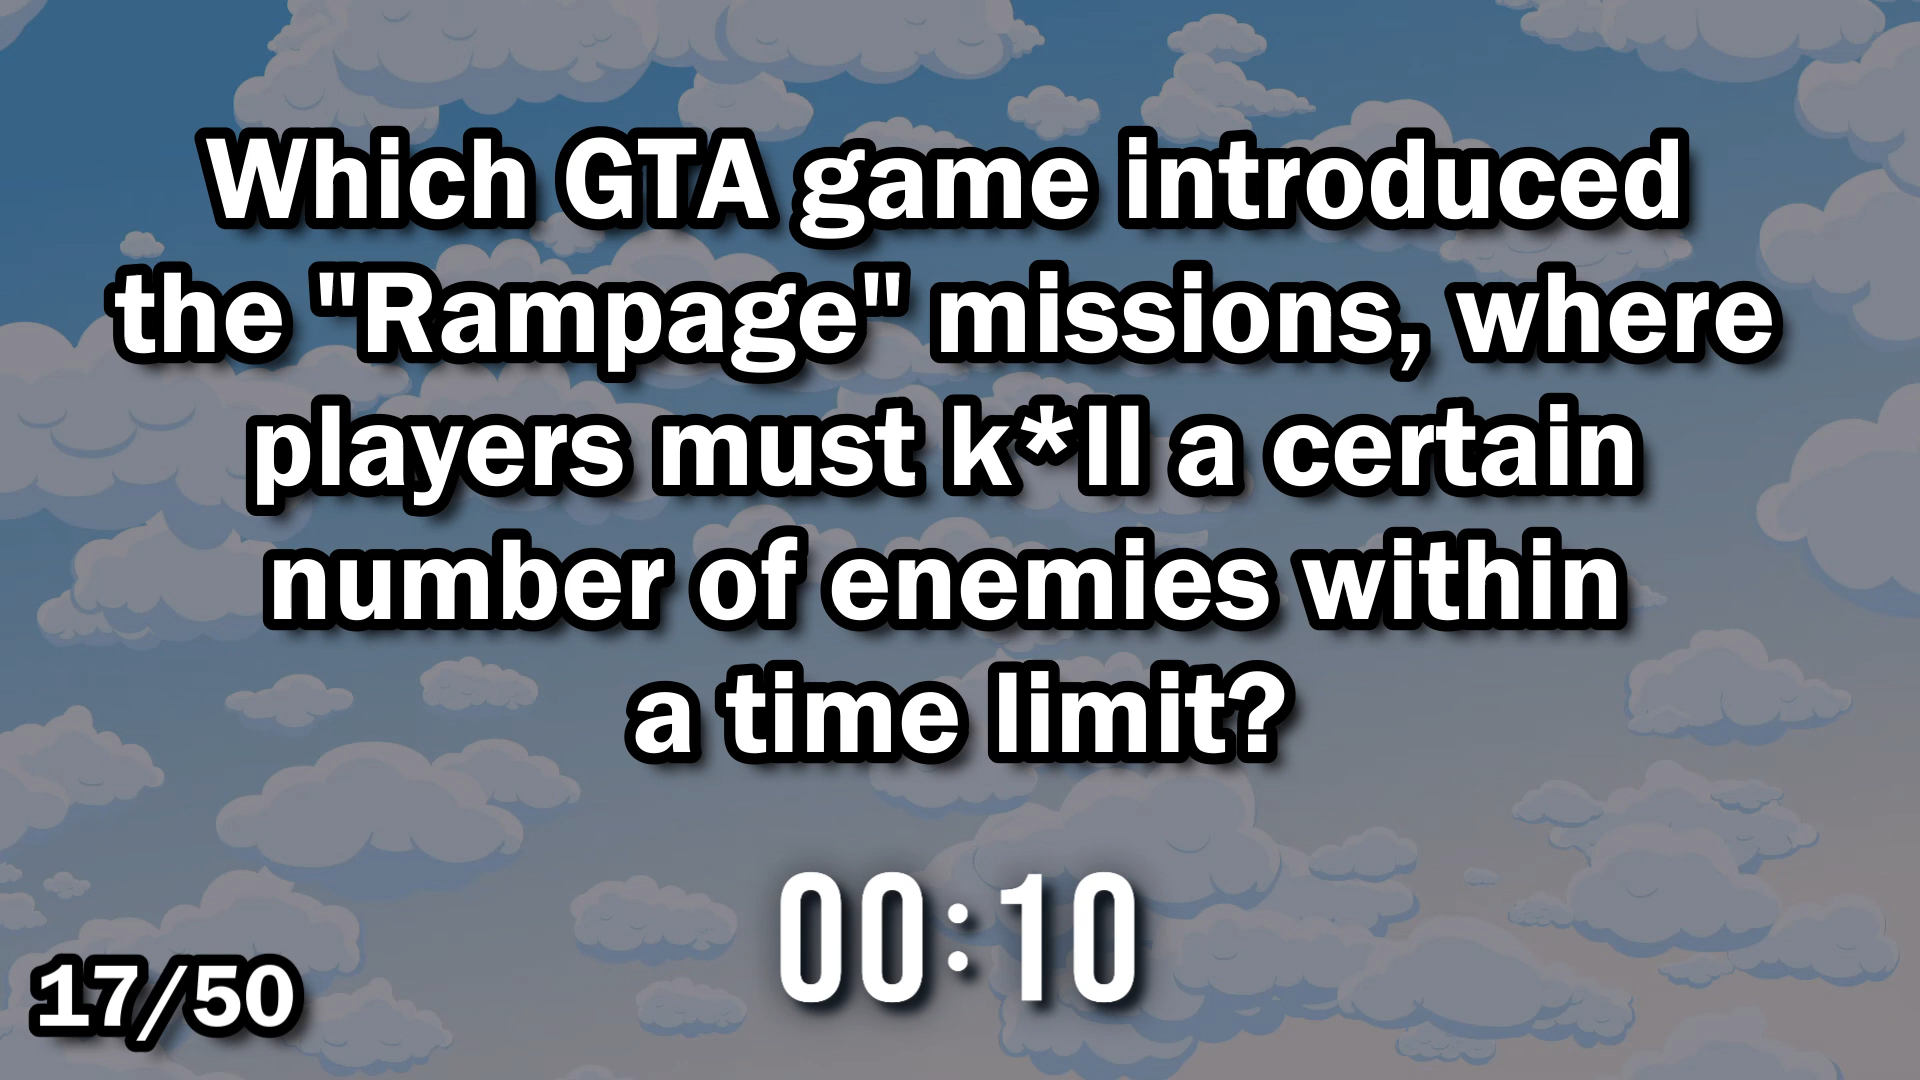 Which GTA game introduced
the "Rampage" missions, where
players must k*ll a certain
number of enemies within
a time limit?
00:10
17/50